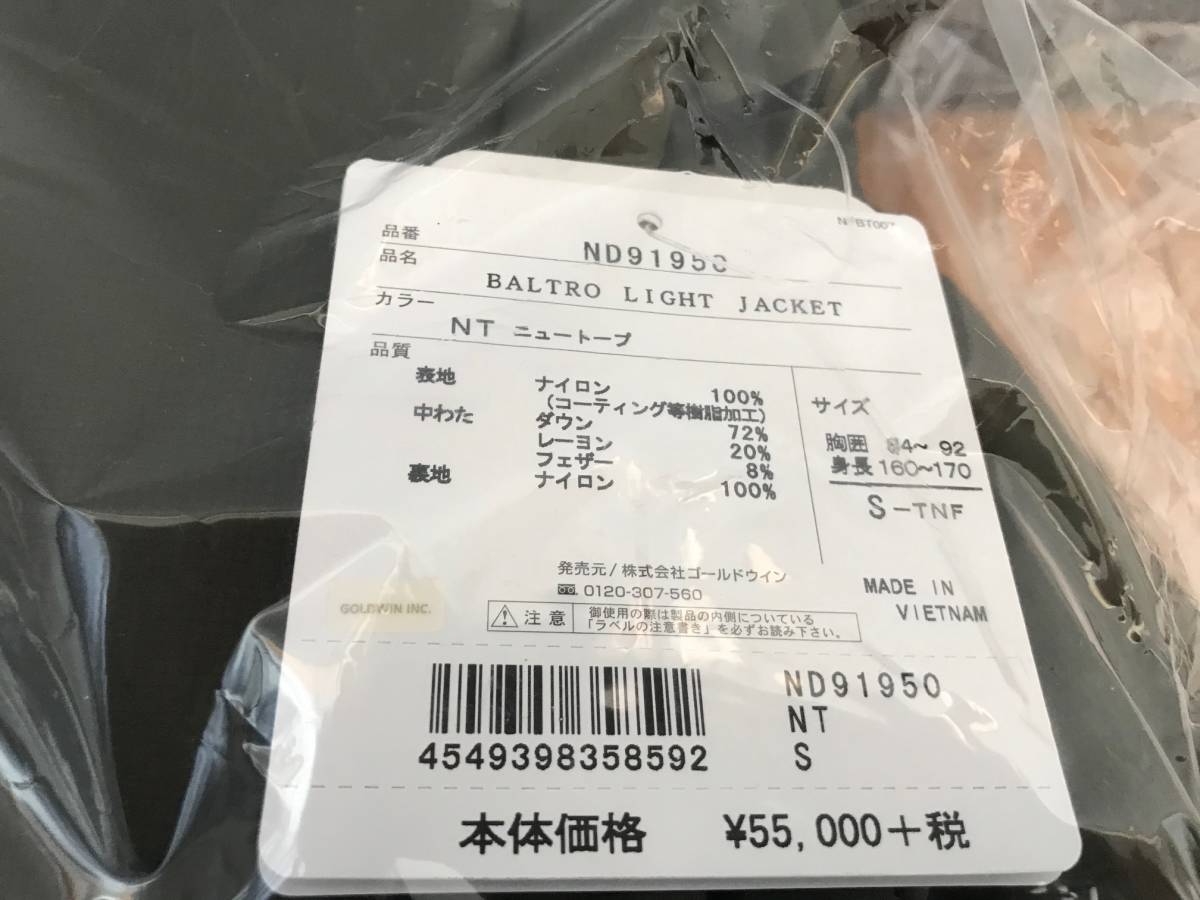 品番 ND91950
品名 BALTRO LIGHT JACKET
カラー NT ニュートープ
品質
表地 ナイロン 100%
(コーティング等樹脂加工)
中わた ダウン 72%
レーヨン 20%
フェザー 8%
裏地 ナイロン 100%
サイズ
胸囲 84~ 92
身長 160~170
S-TNF
発売元/株式会社ゴールドウイン
0120-307-560
MADE IN
VIETNAM
GOLDWIN INC.
注意 御使用の際は製品の内側についている
「ラベルの注意書き」を必ずお読み下さい。
4549398358592
ND91950
NT
S
本体価格 ¥55,000+税